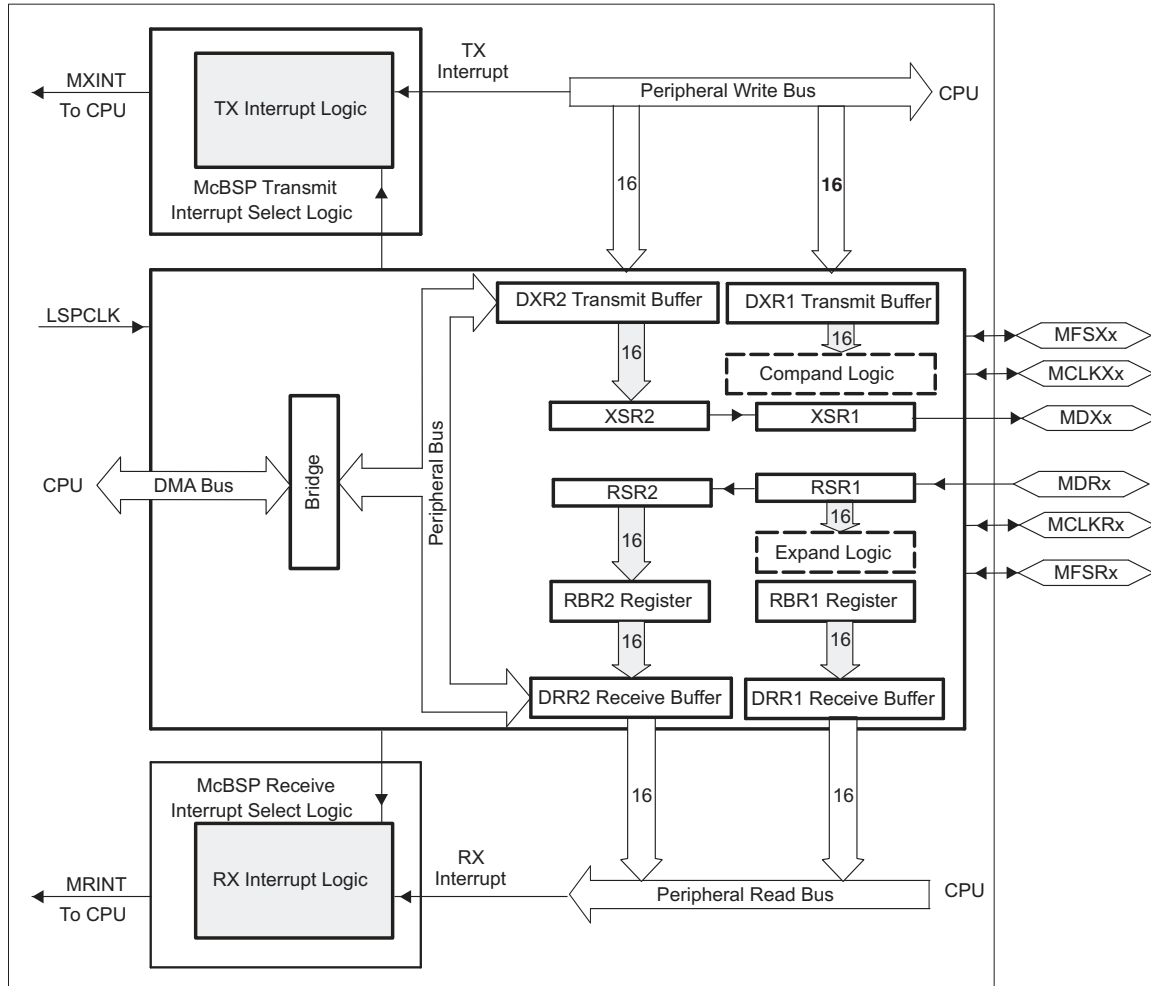 MXINT
To CPU
TX Interrupt Logic
McBSP Transmit
Interrupt Select Logic
TX
Interrupt
Peripheral Write Bus
CPU
16
16
LSPCLK
DXR2 Transmit Buffer
DXR1 Transmit Buffer
16
16
Compand Logic
XSR2
XSR1
MFSXx
MCLKXx
MDXx
CPU
DMA Bus
Bridge
Peripheral Bus
RSR2
RSR1
16
16
Expand Logic
RBR2 Register
RBR1 Register
16
16
DRR2 Receive Buffer
DRR1 Receive Buffer
MDRx
MCLKRx
MFSRx
McBSP Receive
Interrupt Select Logic
RX Interrupt Logic
MRINT
To CPU
RX
Interrupt
16
16
Peripheral Read Bus
CPU